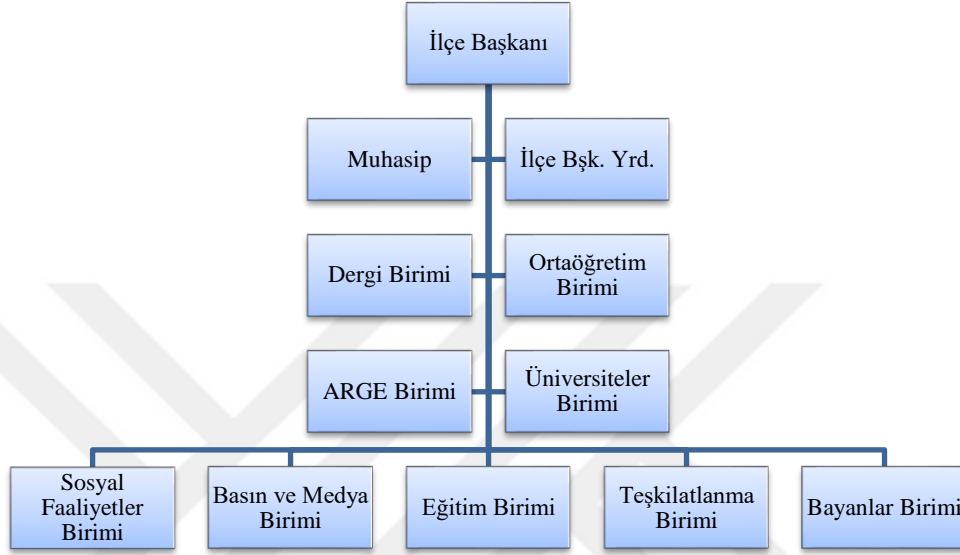 İlçe Başkanı
Muhasip
İlçe Bşk. Yrd.
Dergi Birimi
Ortaöğretim
Birimi
ARGE Birimi
Üniversiteler
Birimi
Sosyal
Faaliyetler
Birimi
Basın ve Medya
Birimi
Eğitim Birimi
Teşkilatlanma
Birimi
Bayanlar Birimi